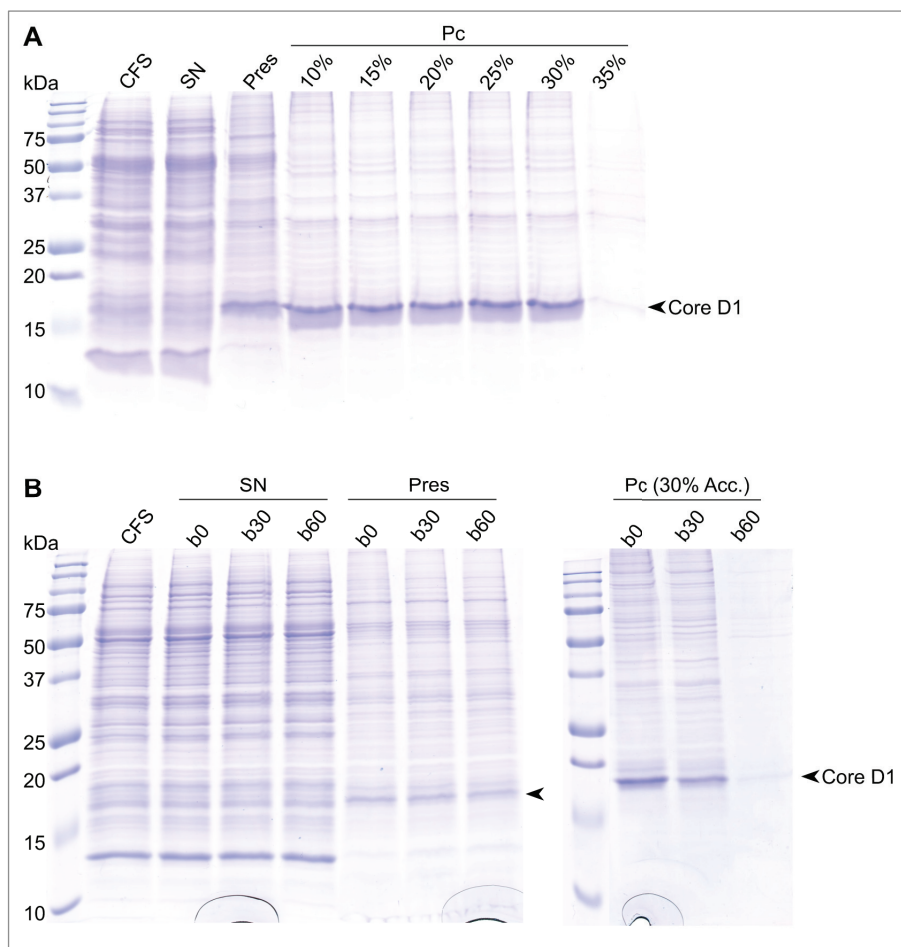 A
Pc
kDa
CFS SN Pres 10% 15% 20% 25% 30% 35%
75
50
37
25
20
15
10
Core D1
B
SN Pres Pc (30% Acc.)
kDa
CFS b0 b30 b60 b0 b30 b60 b0 b30 b60
75
50
37
25
20
15
10
Core D1